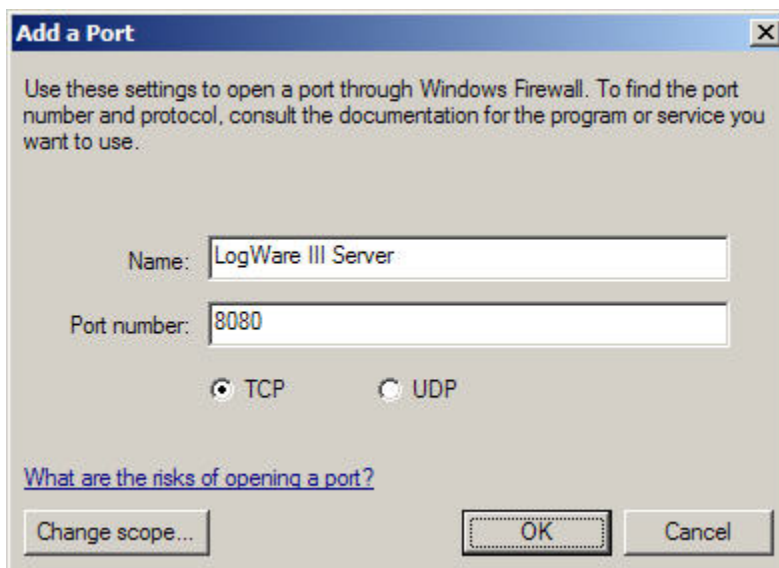 Add a Port
Use these settings to open a port through Windows Firewall. To find the port
number and protocol, consult the documentation for the program or service you
want to use.
Name: LogWare III Server
Port number: 8080
TCP UDP
What are the risks of opening a port?
Change scope... OK Cancel